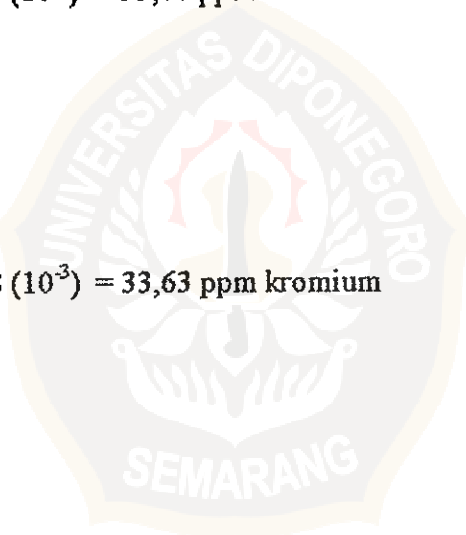 UNIVERSITAS DIPONEGORO
: (10⁻³) = 33,63 ppm kromium
SEMARANG